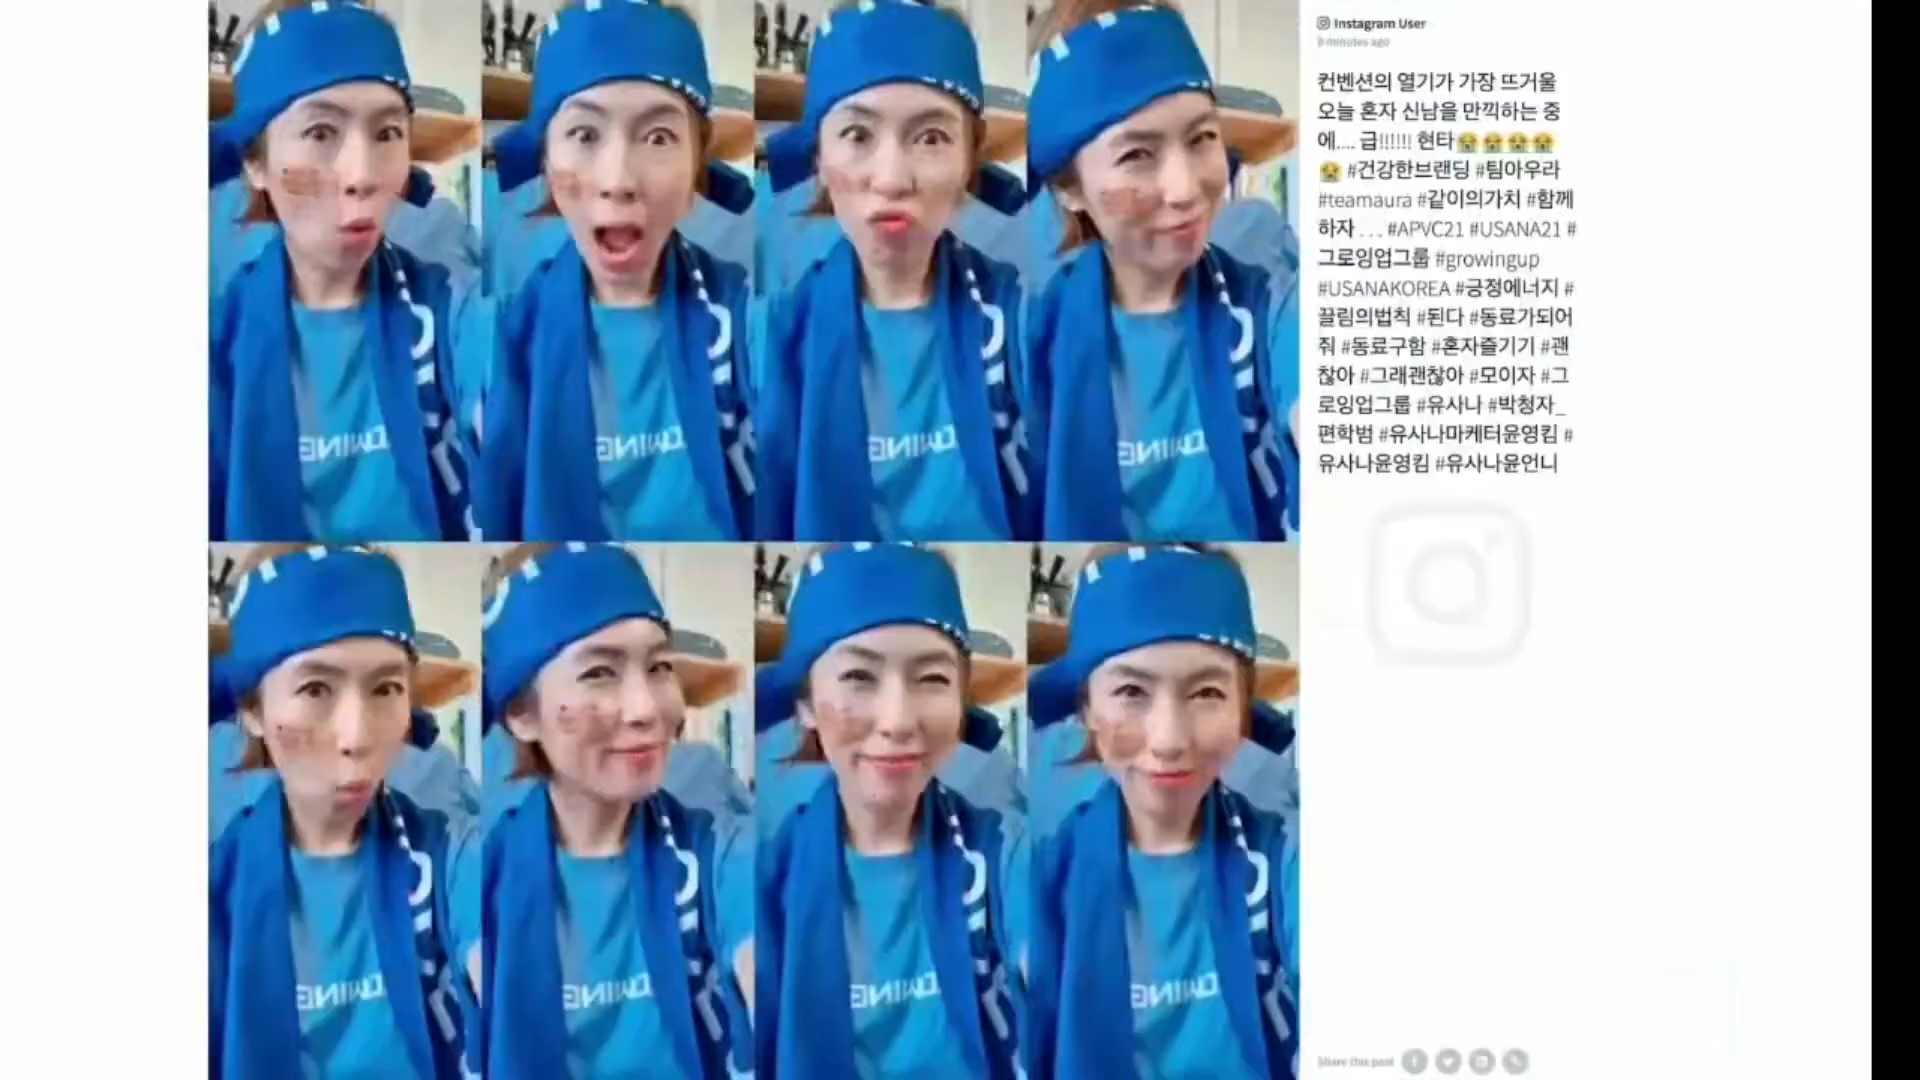 Instagram User
9 minutes ago
컨벤션의 열기가 가장 뜨거울
오늘 혼자 신남을 만끽하는 중
에.... 급!!!!!! 현타😭😭😭😭
😭 #건강한브랜딩 #팀아우라
#teamaura #같이의가치 #함께
하자 . . . #APVC21 #USANA21 #
그로잉업그룹 #growingup
#USANAKOREA #긍정에너지 #
끌림의법칙 #된다 #동료가되어
줘 #동료구함 #혼자즐기기 #괜
찮아 #그래괜찮아 #모이자 #그
로잉업그룹 #유사나 #박청자_
편학범 #유사나마케터윤영킴 #
유사나윤영킴 #유사나윤언니
Share this post